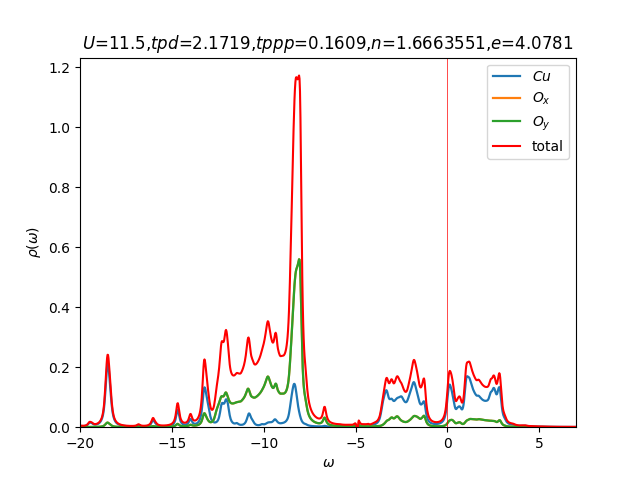 U=11.5,tpd=2.1719,tppp=0.1609,n=1.6663551,e=4.0781
1.2
1.0
0.8
0.6
0.4
0.2
0.0
ρ(ω)
Cu
Oₓ
O_y
total
−20
−15
−10
−5
0
5
ω